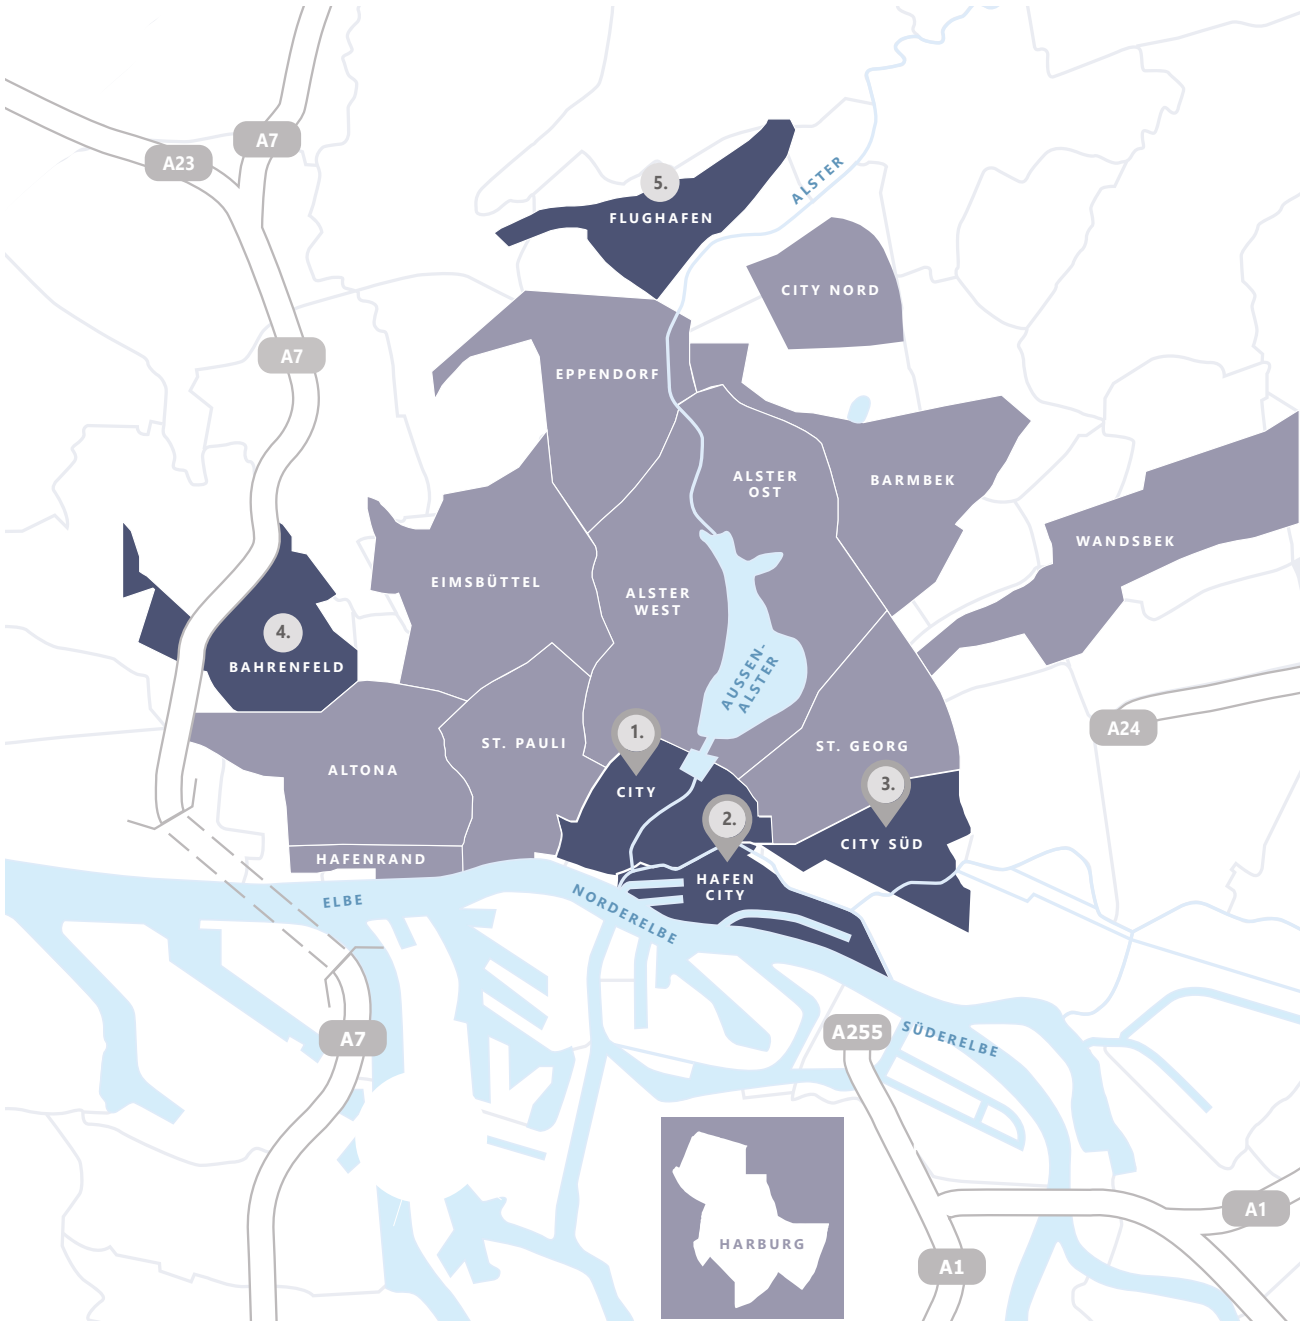 A7
A23
5.
FLUGHAFEN
ALSTER
CITY NORD
A7
EPPENDORF
ALSTER
OST
BARMBEK
WANDSBEK
EIMSBÜTTEL
ALSTER
WEST
4.
BAHRENFELD
AUSSEN-
ALSTER
A24
1.
ST. PAULI
ST. GEORG
ALTONA
3.
CITY
2.
CITY SÜD
HAFENRAND
HAFEN
CITY
ELBE
NORDERELBE
A7
A255
SÜDERELBE
A1
HARBURG
A1